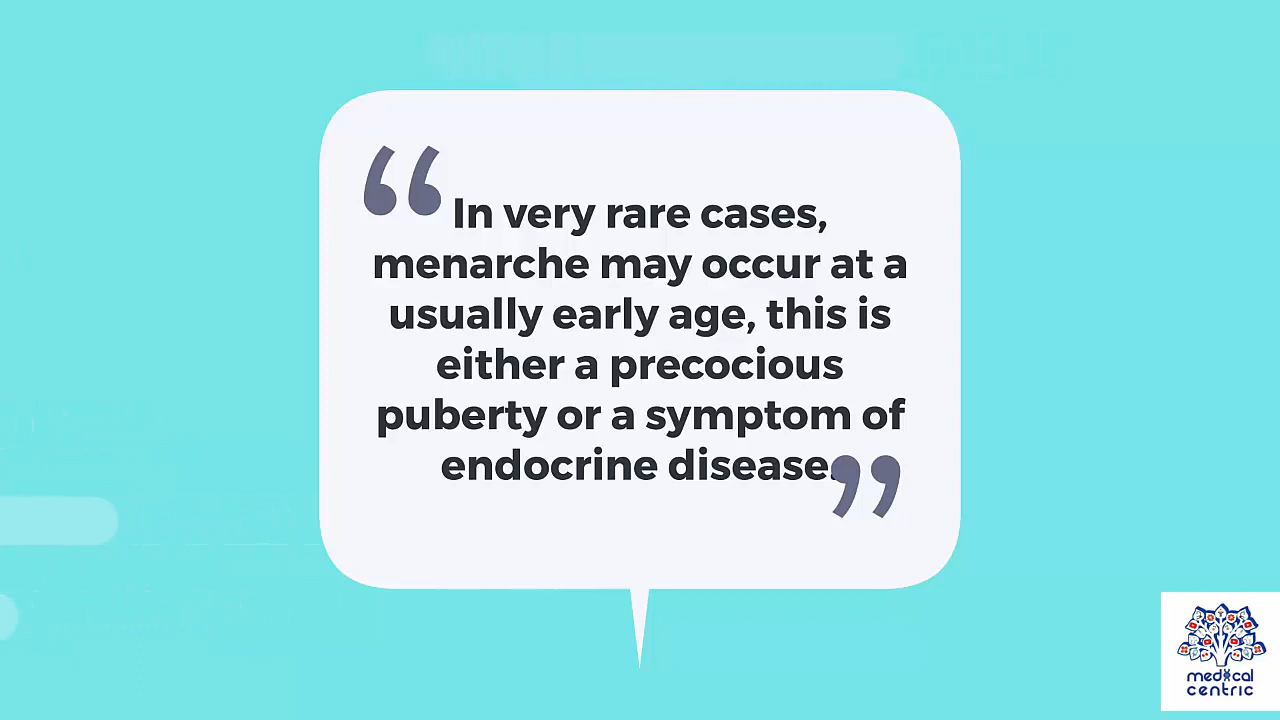 “In very rare cases,
menarche may occur at a
usually early age, this is
either a precocious
puberty or a symptom of
endocrine disease.”
medical
centric